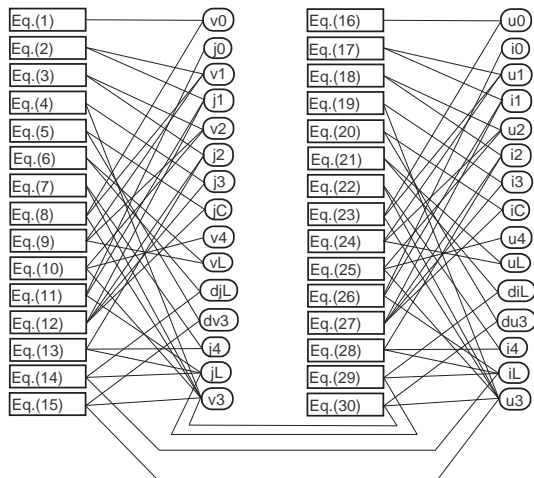 Eq.(1) v0 Eq.(16) u0
Eq.(2) j0 Eq.(17) i0
Eq.(3) v1 Eq.(18) u1
Eq.(4) j1 Eq.(19) i1
Eq.(5) v2 Eq.(20) u2
Eq.(6) j2 Eq.(21) i2
Eq.(7) j3 Eq.(22) i3
Eq.(8) jC Eq.(23) iC
Eq.(9) v4 Eq.(24) u4
Eq.(10) vL Eq.(25) uL
Eq.(11) djL Eq.(26) diL
Eq.(12) dv3 Eq.(27) du3
Eq.(13) j4 Eq.(28) i4
Eq.(14) jL Eq.(29) iL
Eq.(15) v3 Eq.(30) u3